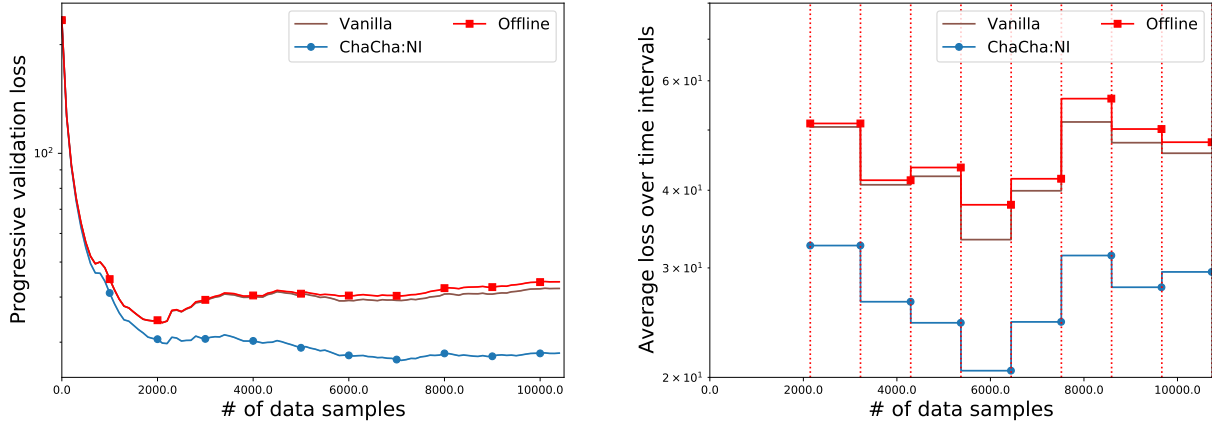 Vanilla
ChaCha:NI
Offline
Progressive validation loss
10²
0.0 2000.0 4000.0 6000.0 8000.0 10000.0
# of data samples
Vanilla
ChaCha:NI
Offline
Average loss over time intervals
6 × 10¹
4 × 10¹
3 × 10¹
2 × 10¹
0.0 2000.0 4000.0 6000.0 8000.0 10000.0
# of data samples